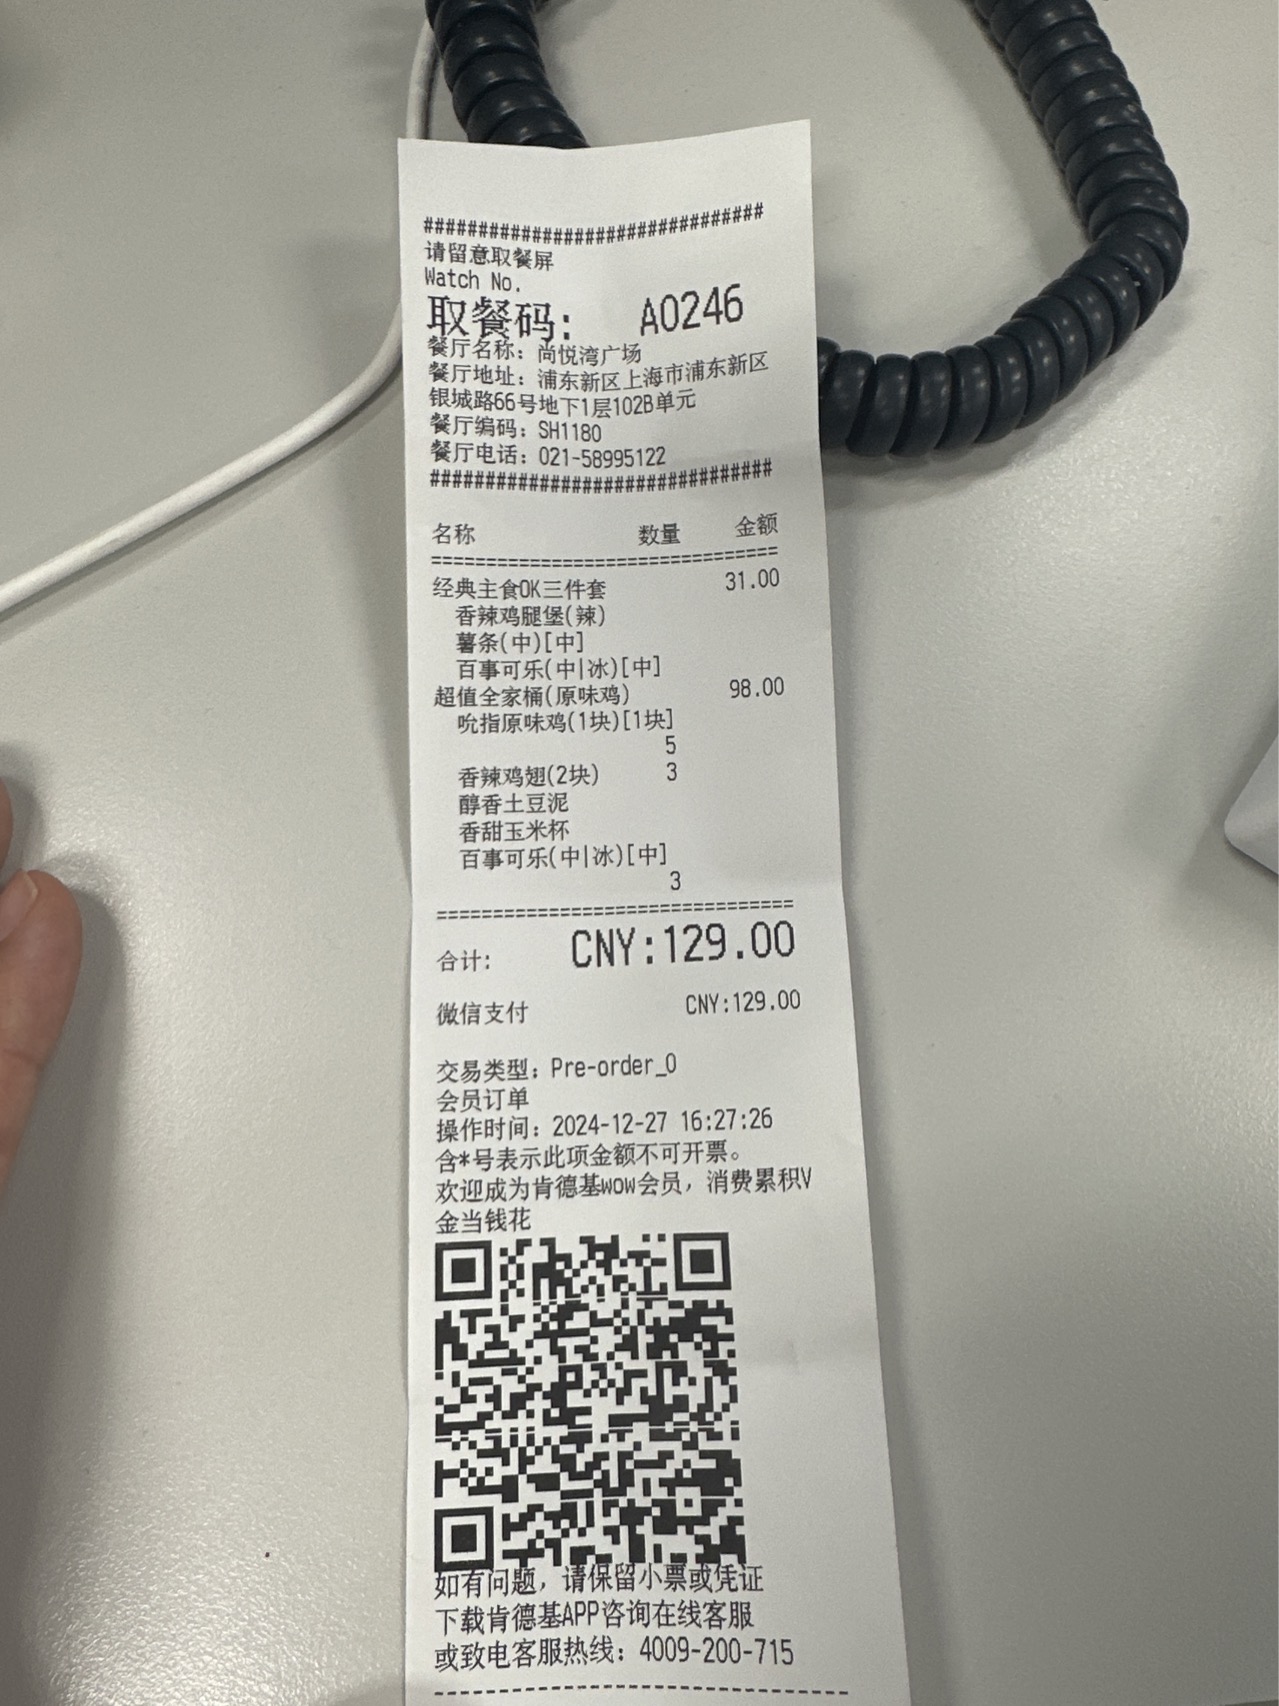 ###############################
请留意取餐屏
Watch No.
取餐码: A0246
餐厅名称: 尚悦湾广场
餐厅地址: 浦东新区上海市浦东新区
银城路66号地下1层102B单元
餐厅编码: SH1180
餐厅电话: 021-58995122
###############################
名称 数量 金额
===============================
经典主食OK三件套 31.00
香辣鸡腿堡(辣)
薯条(中)[中]
百事可乐(中|冰)[中]
超值全家桶(原味鸡) 98.00
吮指原味鸡(1块)[1块]
5
香辣鸡翅(2块) 3
醇香土豆泥
香甜玉米杯
百事可乐(中|冰)[中]
3
================================
合计: CNY:129.00
微信支付 CNY:129.00
交易类型: Pre-order_O
会员订单
操作时间: 2024-12-27 16:27:26
含*号表示此项金额不可开票。
欢迎成为肯德基WOW会员，消费累积V
金当钱花
如有问题，请保留小票或凭证
下载肯德基APP咨询在线客服
或致电客服热线: 4009-200-715
--------------------------------